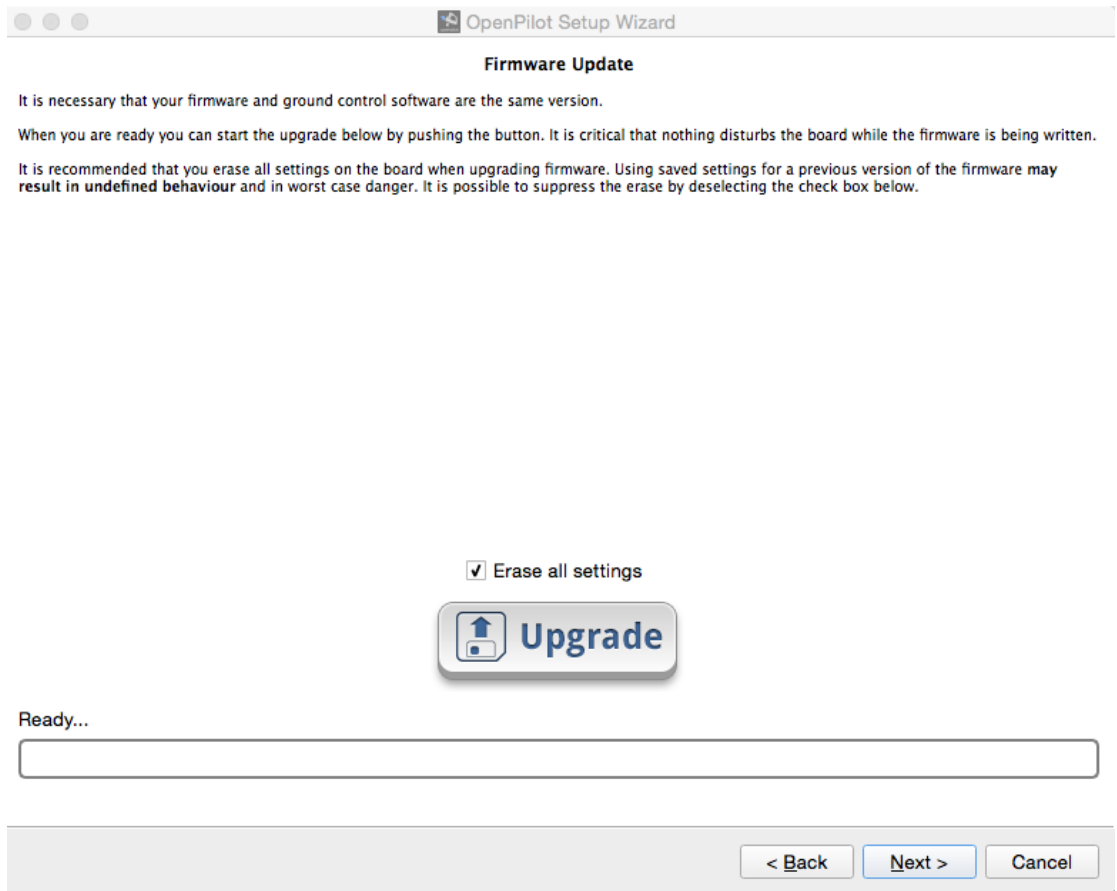 OpenPilot Setup Wizard
Firmware Update
It is necessary that your firmware and ground control software are the same version.
When you are ready you can start the upgrade below by pushing the button. It is critical that nothing disturbs the board while the firmware is being written.
It is recommended that you erase all settings on the board when upgrading firmware. Using saved settings for a previous version of the firmware may
result in undefined behaviour and in worst case danger. It is possible to suppress the erase by deselecting the check box below.
Erase all settings
Upgrade
Ready...
< Back Next > Cancel